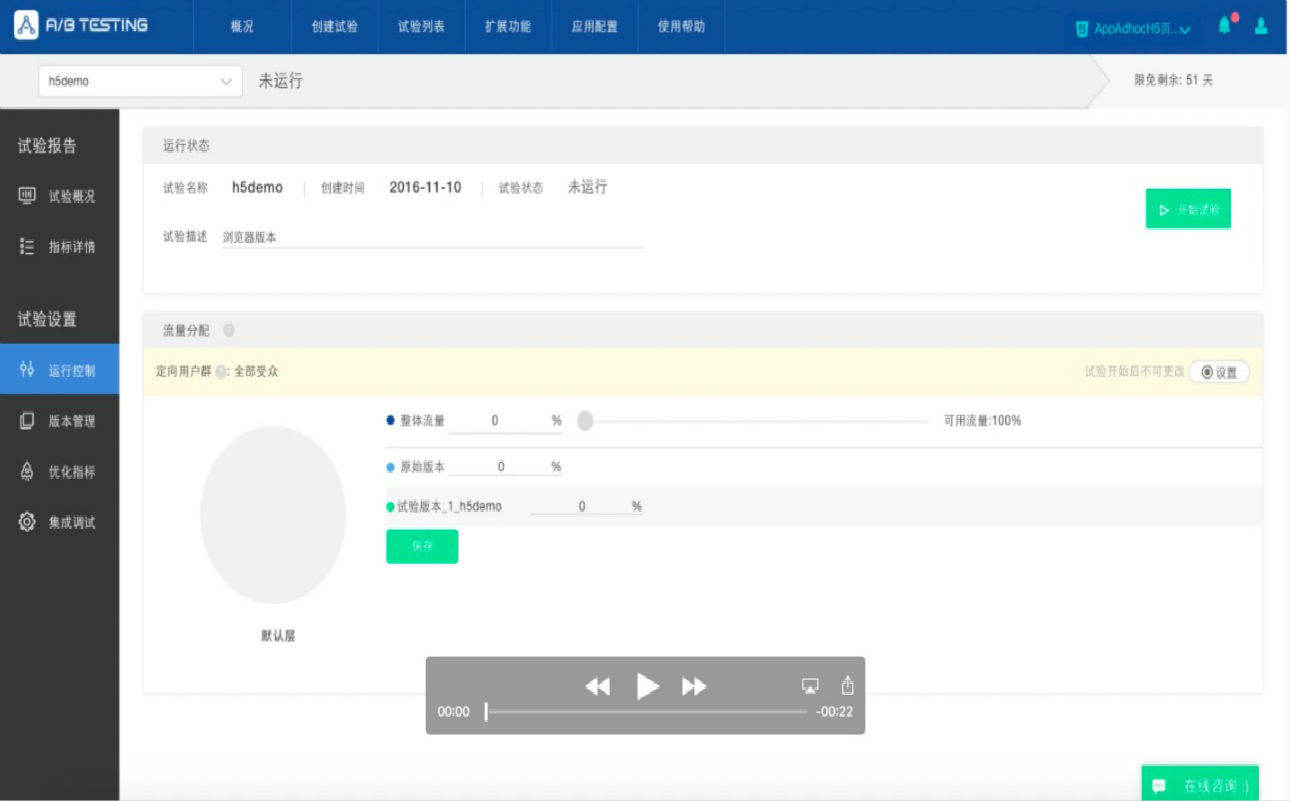 A/B TESTING 概况 创建试验 试验列表 扩展功能 应用配置 使用帮助 AppAdhocH5页...
h5demo 未运行 限免剩余: 51 天
试验报告
试验概况
指标详情
试验设置
运行控制
版本管理
优化指标
集成调试
运行状态
试验名称 h5demo 创建时间 2016-11-10 试验状态 未运行
开始试验
试验描述 浏览器版本
流量分配 ?
定向用户群 ?: 全部受众 试验开始后不可更改 设置
整体流量 0 % 可用流量:100%
原始版本 0 %
试验版本_1_h5demo 0 %
保存
默认层
00:00 -00:22
在线咨询 :)